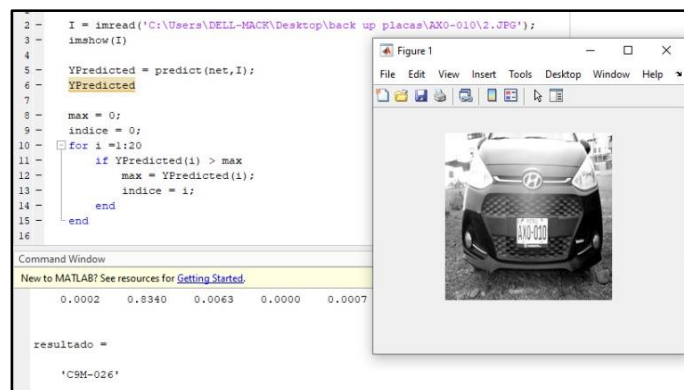 2 - I = imread('C:\Users\DELL-MACK\Desktop\back up placas\AX0-010\2.JPG');
3 - imshow(I)
4
5 - YPredicted = predict(net,I);
6 - YPredicted
7
8 - max = 0;
9 - indice = 0;
10 - for i =1:20
11 - if YPredicted(i) > max
12 - max = YPredicted(i);
13 - indice = i;
14 - end
15 - end
16
Command Window
New to MATLAB? See resources for Getting Started.
0.0002 0.8340 0.0063 0.0000 0.0007
resultado =
'C9M-026'
Figure 1
File Edit View Insert Tools Desktop Window Help
AXO-010